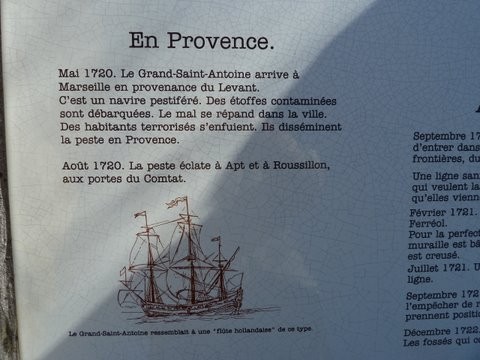 En Provence.
Mai 1720. Le Grand-Saint-Antoine arrive à
Marseille en provenance du Levant.
C'est un navire pestiféré. Des étoffes contaminées
sont débarquées. Le mal se répand dans la ville.
Des habitants terrorisés s'enfuient. Ils disséminent
la peste en Provence.
Août 1720. La peste éclate à Apt et à Roussillon,
aux portes du Comtat.
Le Grand-Saint-Antoine ressemblait à une "flûte hollandaise" de ce type.
Septembre 17
d'entrer dans
frontières, du
Une ligne san
qui veulent la
qu'elles vienn
Février 1721.
Ferréol.
Pour la perfect
muraille est bâ
est creusé.
Juillet 1721. U
ligne.
Septembre 172
l'empêcher de r
prennent positio
Décembre 1722.
Les fossés qui c